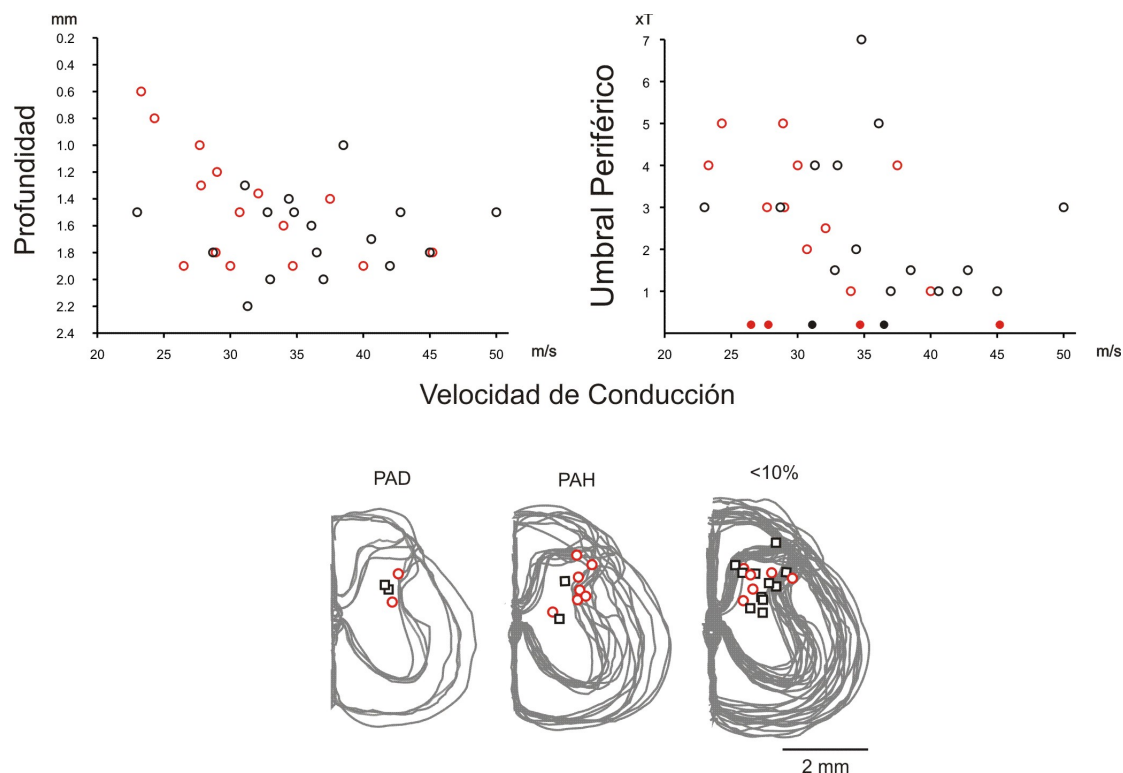 mm
0.2
0.4
0.6
0.8
1.0
1.2
1.4
1.6
1.8
2.0
2.2
2.4
Profundidad
20 25 30 35 40 45 50 m/s
xT
7
6
5
4
3
2
1
Umbral Periférico
20 25 30 35 40 45 50 m/s
Velocidad de Conducción
PAD PAH <10%
2 mm